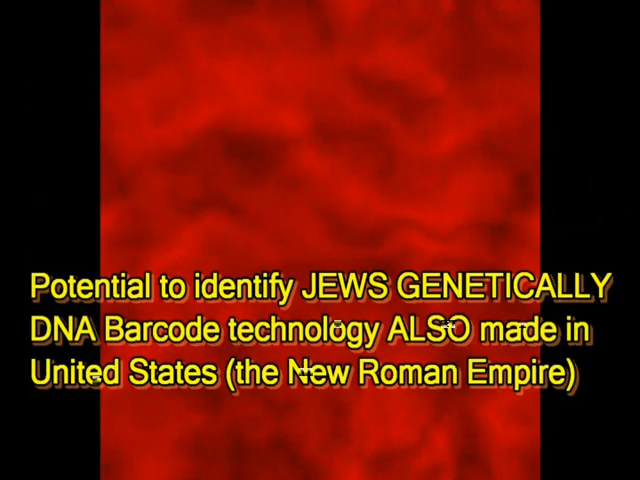 Potential to identify JEWS GENETICALLY
DNA Barcode technology ALSO made in
United States (the New Roman Empire)